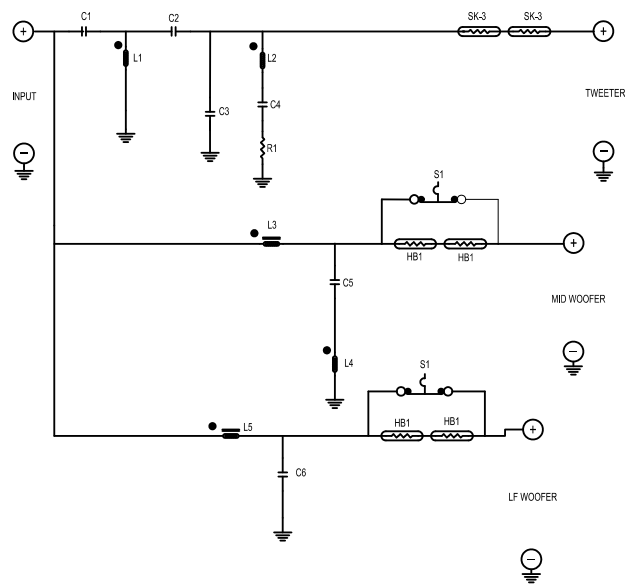 C1
C2
SK-3
SK-3
+
+
L1
L2
INPUT
C3
C4
TWEETER
R1
−
−
S1
L3
+
HB1
HB1
C5
MID WOOFER
L4
−
S1
L5
HB1
HB1
+
C6
LF WOOFER
−